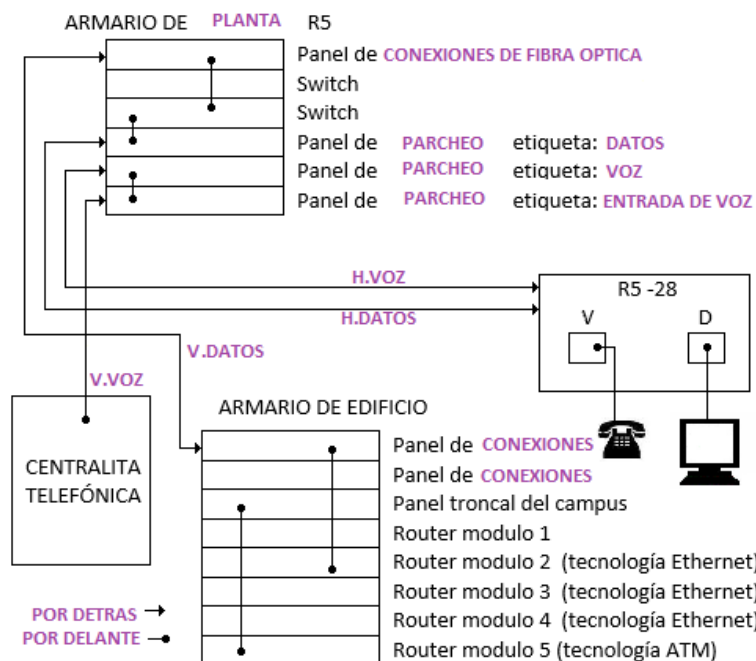 ARMARIO DE PLANTA R5
Panel de CONEXIONES DE FIBRA OPTICA
Switch
Switch
Panel de PARCHEO etiqueta: DATOS
Panel de PARCHEO etiqueta: VOZ
Panel de PARCHEO etiqueta: ENTRADA DE VOZ
H.VOZ
R5 -28
H.DATOS
V D
V.DATOS
V.VOZ
ARMARIO DE EDIFICIO
CENTRALITA
TELEFÓNICA
Panel de CONEXIONES
Panel de CONEXIONES
Panel troncal del campus
Router modulo 1
Router modulo 2 (tecnología Ethernet)
Router modulo 3 (tecnología Ethernet)
Router modulo 4 (tecnología Ethernet)
Router modulo 5 (tecnología ATM)
POR DETRAS
POR DELANTE